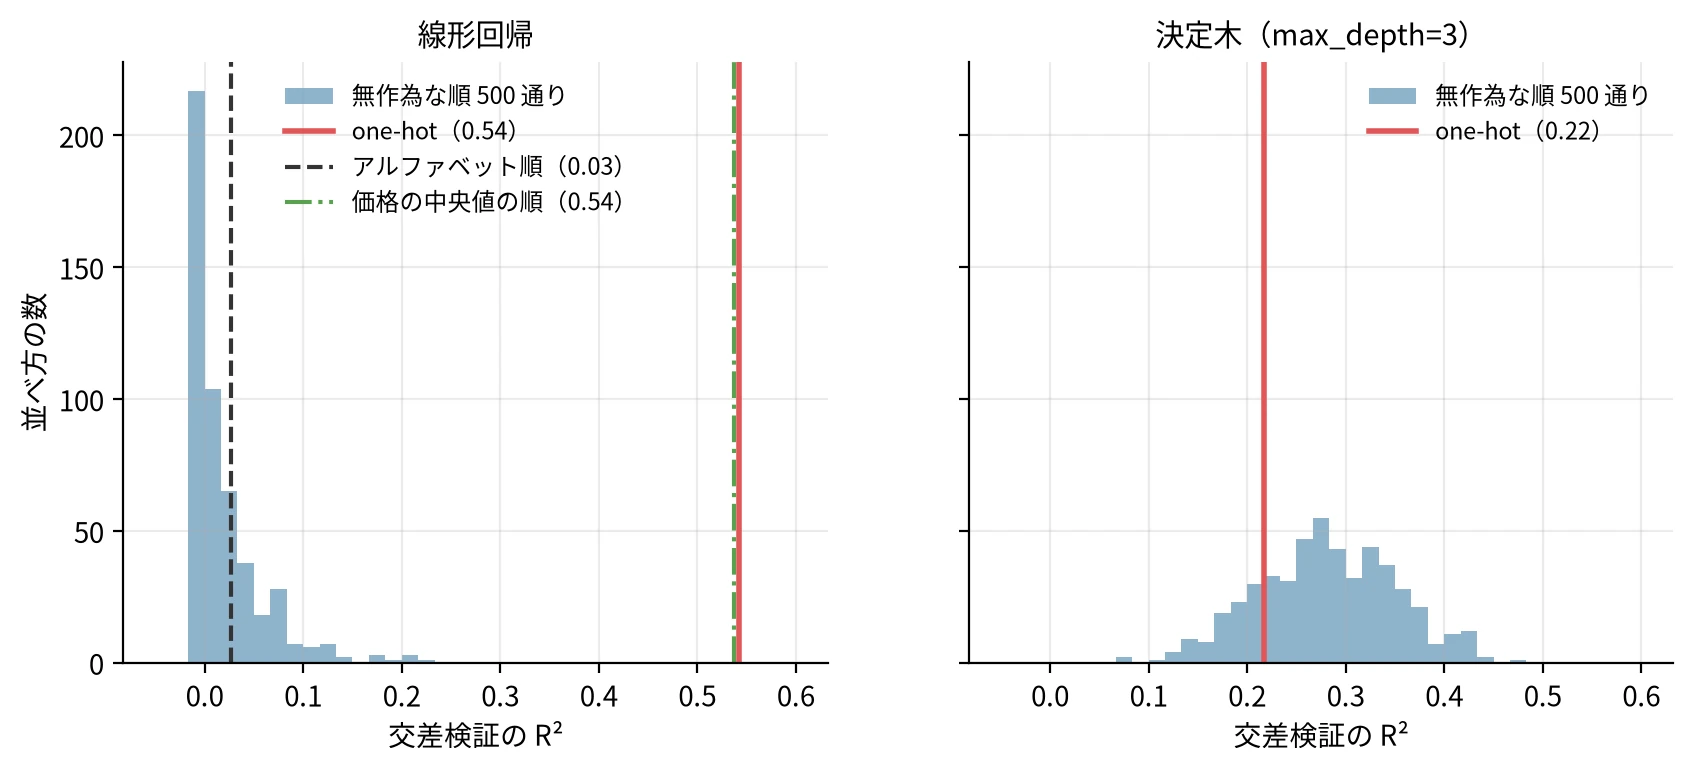 線形回帰
無作為な順 500 通り
one-hot（0.54）
アルファベット順（0.03）
価格の中央値の順（0.54）
並べ方の数
200
150
100
50
0
0.0 0.1 0.2 0.3 0.4 0.5 0.6
交差検証の R²
決定木（max_depth=3）
無作為な順 500 通り
one-hot（0.22）
0.0 0.1 0.2 0.3 0.4 0.5 0.6
交差検証の R²